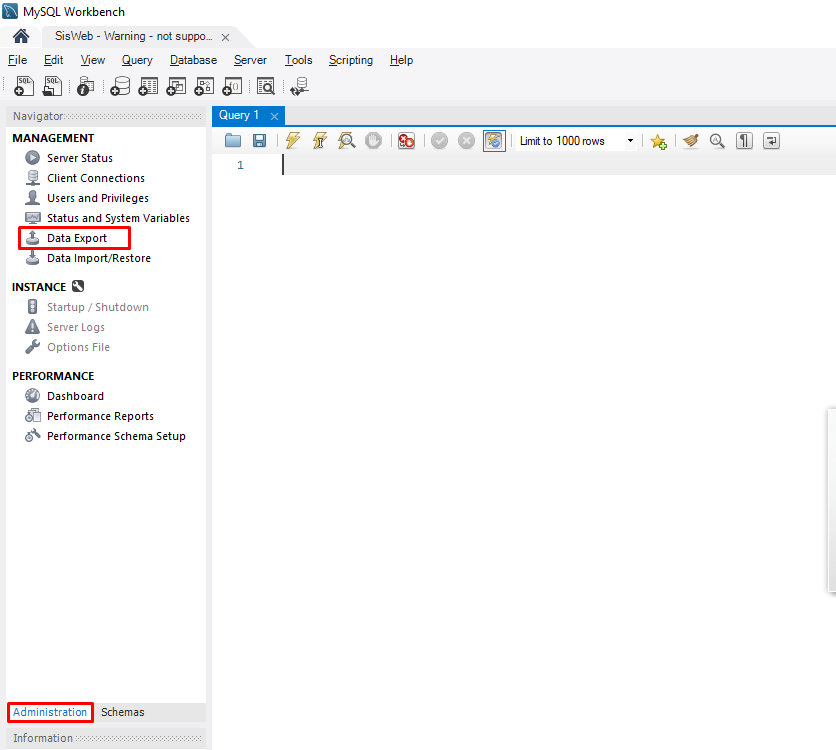 MySQL Workbench
SisWeb - Warning - not suppo...
File Edit View Query Database Server Tools Scripting Help
SQL SQL
Navigator
Query 1
MANAGEMENT
Limit to 1000 rows
Server Status
1
Client Connections
Users and Privileges
Status and System Variables
Data Export
Data Import/Restore
INSTANCE
Startup / Shutdown
Server Logs
Options File
PERFORMANCE
Dashboard
Performance Reports
Performance Schema Setup
Administration Schemas
Information